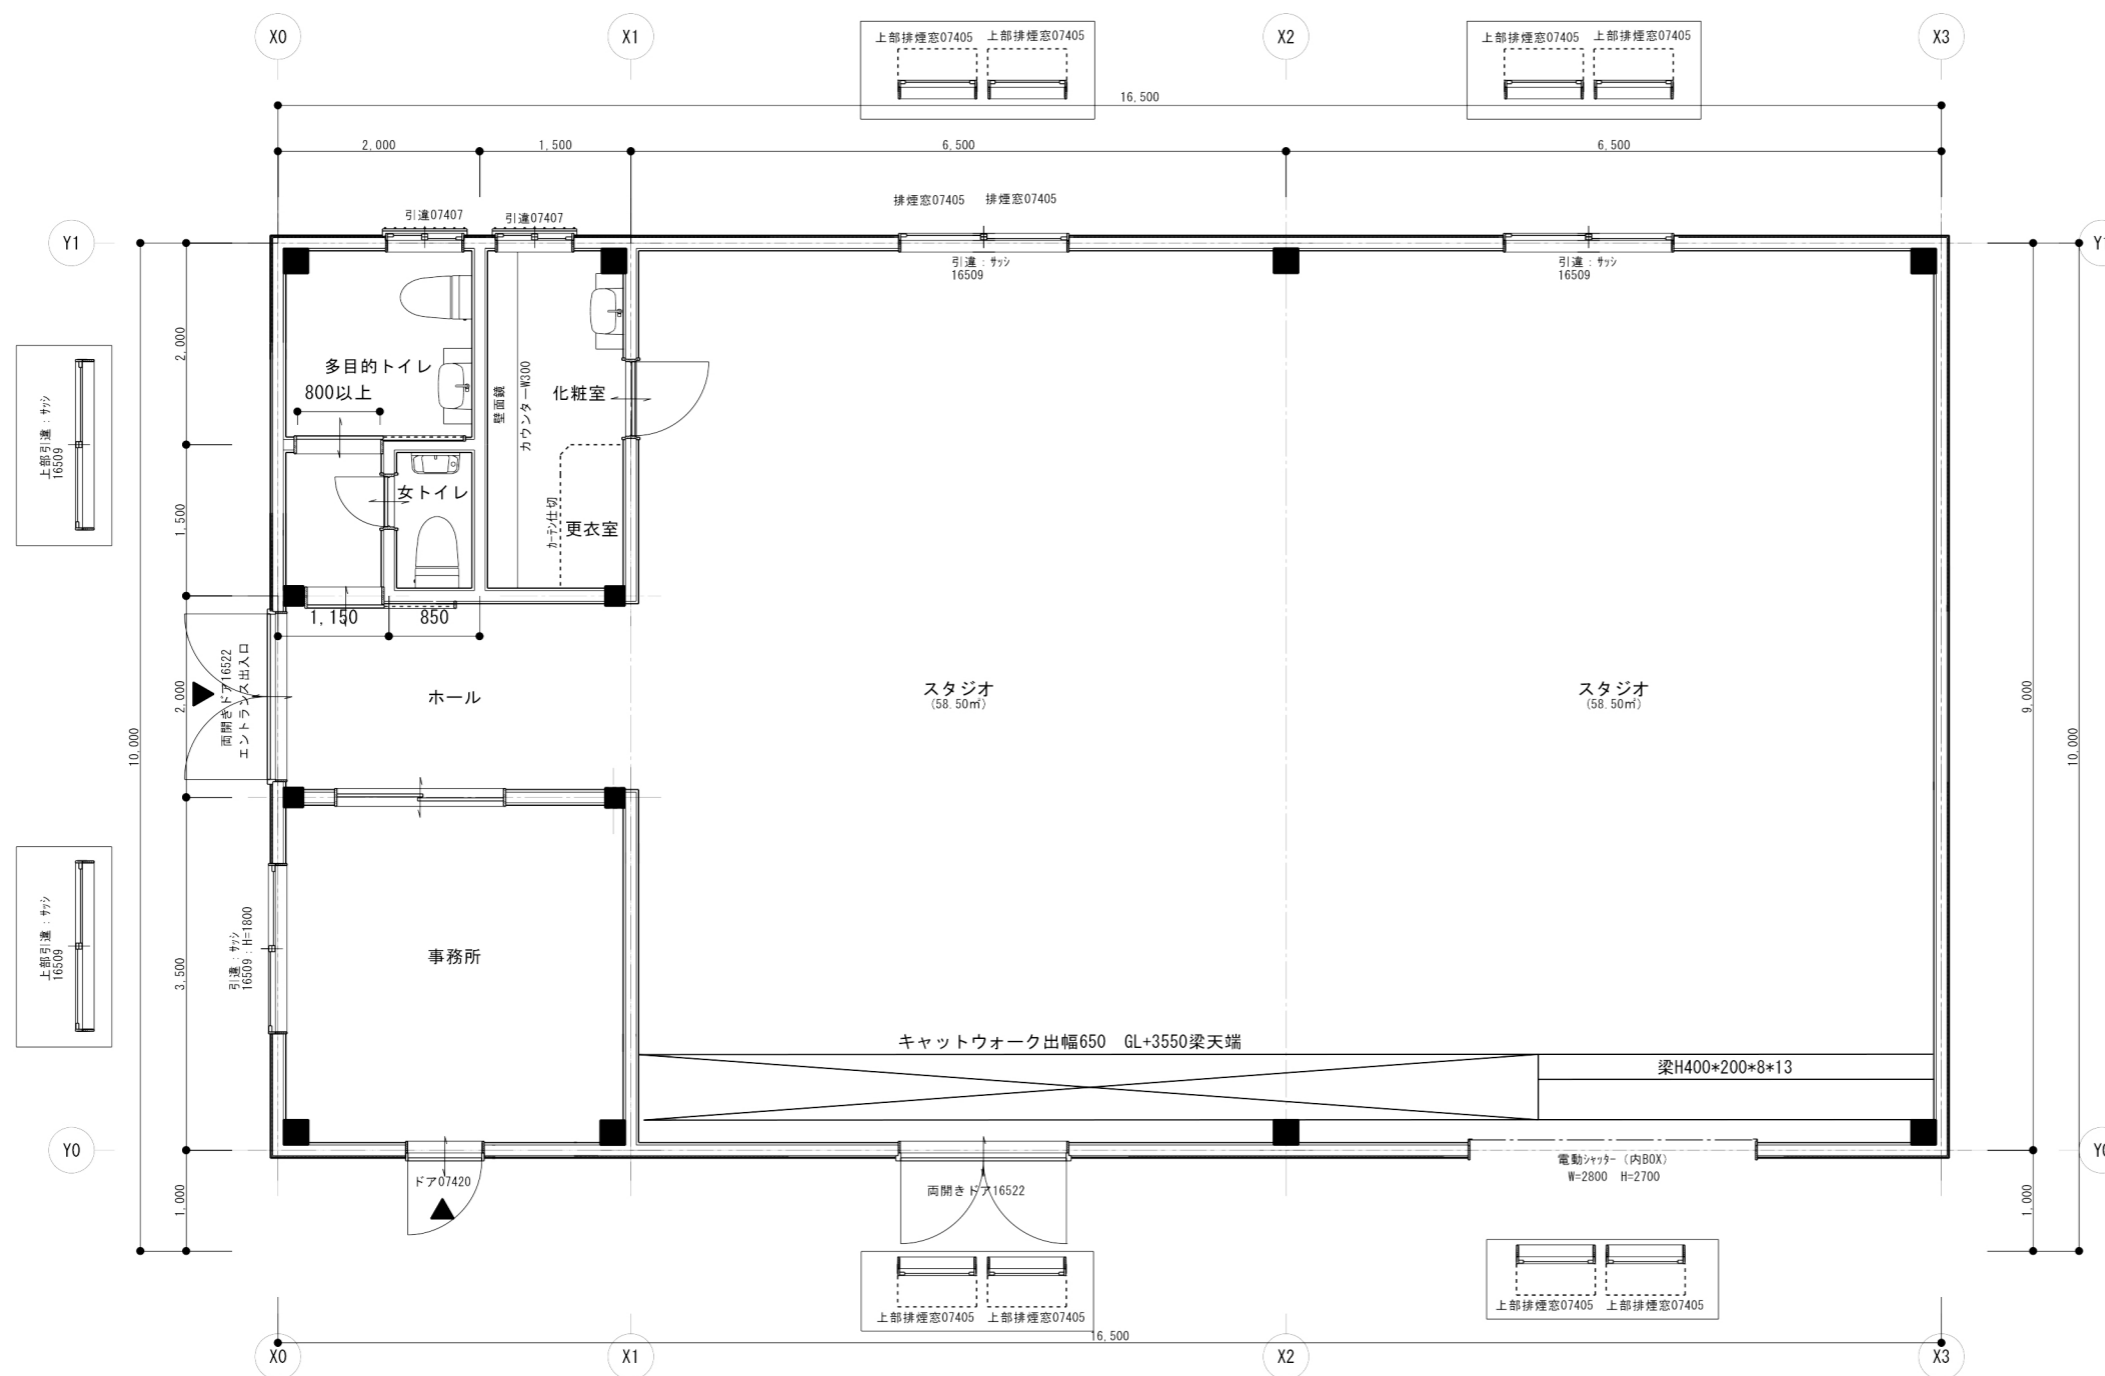 X0
X1
X2
X3
上部排煙窓07405 上部排煙窓07405
上部排煙窓07405 上部排煙窓07405
16,500
2,000
1,500
6,500
6,500
排煙窓07405 排煙窓07405
引違07407
引違07407
Y1
Y1
引違：サッシ
16509
引違：サッシ
16509
2,000
多目的トイレ
800以上
壁面鏡
カウンターW300
化粧室
上部引違：サッシ
16509
1,500
女トイレ
カーテン仕切
更衣室
1,150
850
両開きドア16522
エントランス出入口
2,000
10,000
ホール
スタジオ
(58.50㎡)
スタジオ
(58.50㎡)
9,000
10,000
上部引違：サッシ
16509
3,500
引違：サッシ
16509：H=1800
事務所
キャットウォーク出幅650 GL+3550梁天端
梁H400*200*8*13
Y0
Y0
1,000
ドア07420
両開きドア16522
電動シャッター（内BOX）
W=2800 H=2700
1,000
上部排煙窓07405 上部排煙窓07405
上部排煙窓07405 上部排煙窓07405
16,500
X0
X1
X2
X3